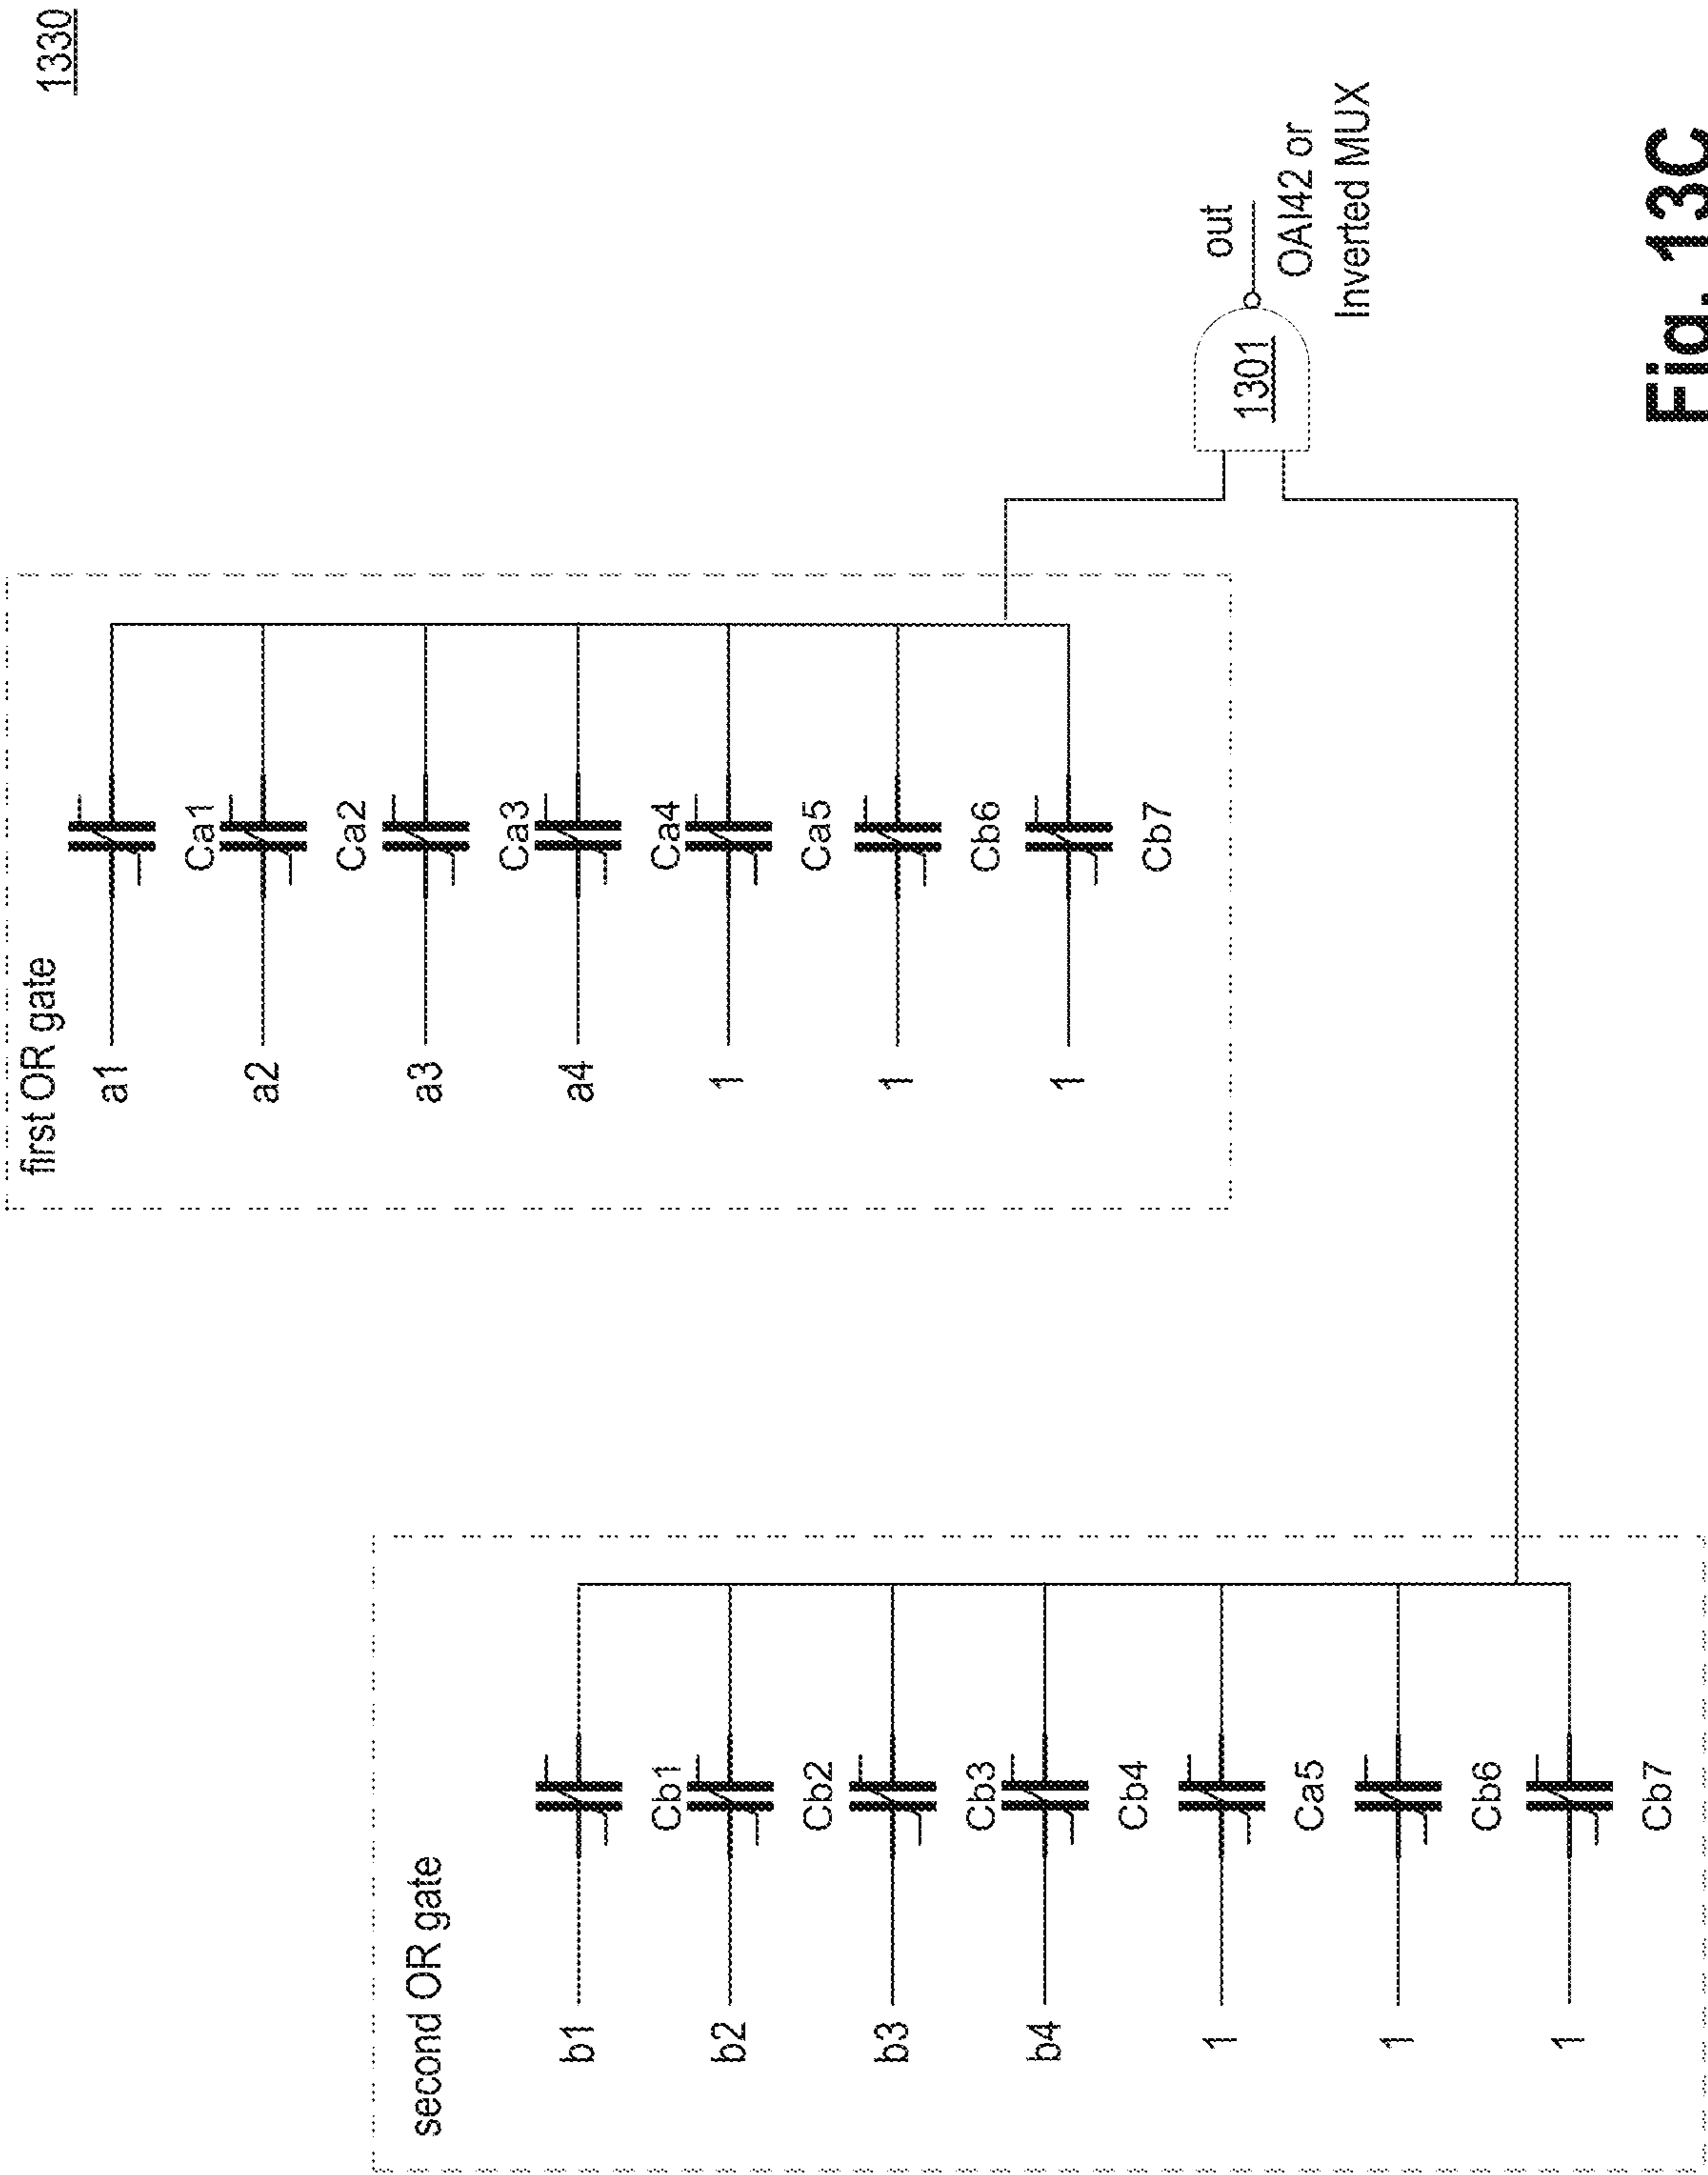 1330
first OR gate
a1
Ca1
a2
Ca2
a3
Ca3
a4
Ca4
1
Ca5
1
Cb6
1
Cb7
second OR gate
b1
Cb1
b2
Cb2
b3
Cb3
b4
Cb4
1
Ca5
1
Cb6
1
Cb7
1301
out
OAI42 or
Inverted MUX
Fig. 13C